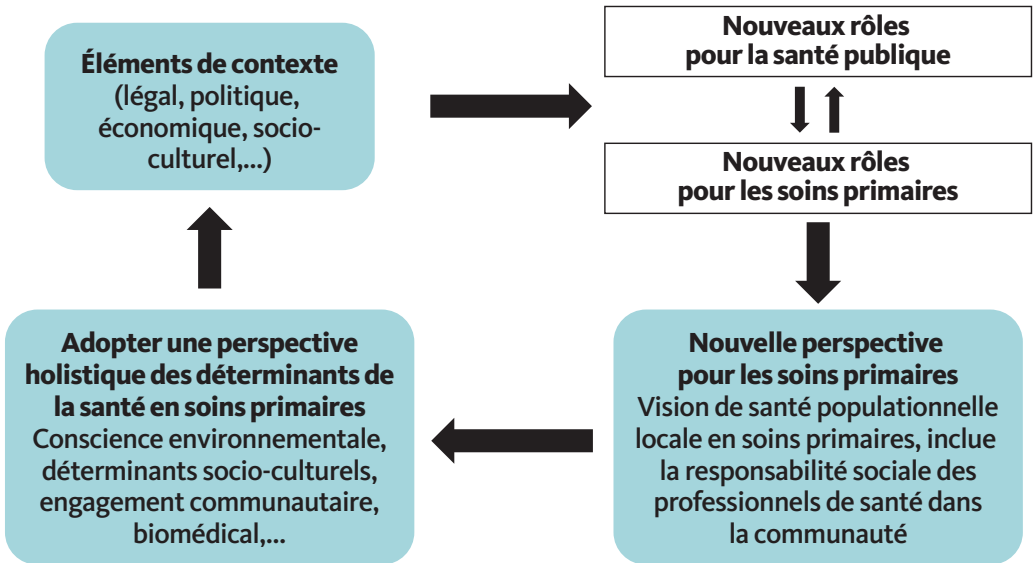 Éléments de contexte
(légal, politique,
économique, socio-
culturel,...)
Nouveaux rôles
pour la santé publique
Nouveaux rôles
pour les soins primaires
Nouvelle perspective
pour les soins primaires
Vision de santé populationnelle
locale en soins primaires, inclue
la responsabilité sociale des
professionnels de santé dans
la communauté
Adopter une perspective
holistique des déterminants de
la santé en soins primaires
Conscience environnementale,
déterminants socio-culturels,
engagement communautaire,
biomédical,...